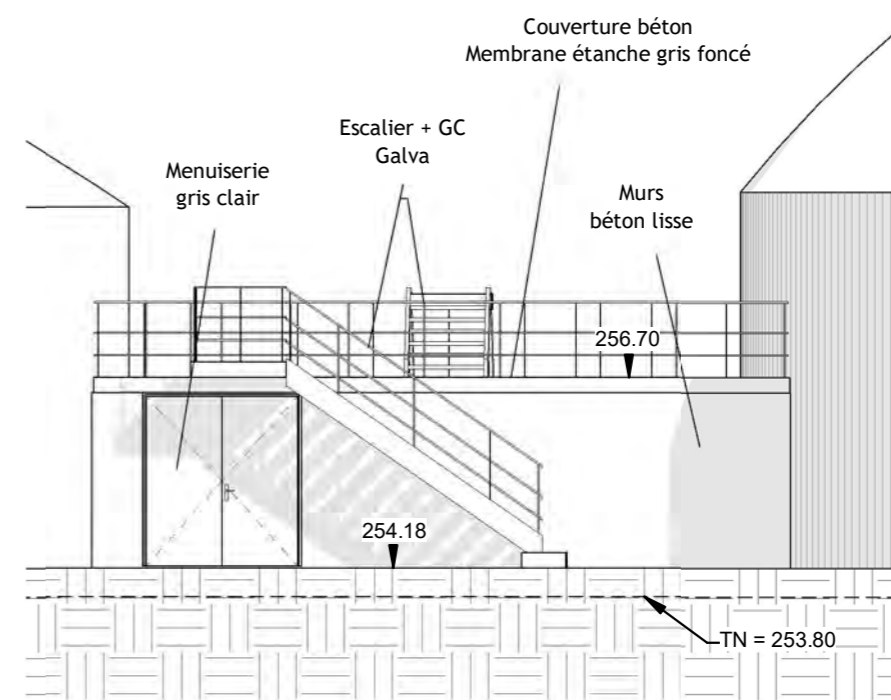 Couverture béton
Membrane étanche gris foncé
Escalier + GC
Galva
Menuiserie
gris clair
Murs
béton lisse
256.70
254.18
TN = 253.80